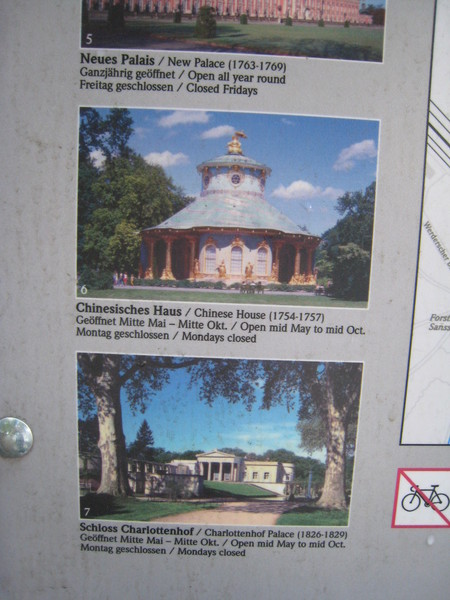 5
Neues Palais / New Palace (1763-1769)
Ganzjährig geöffnet / Open all year round
Freitag geschlossen / Closed Fridays
6
Chinesisches Haus / Chinese House (1754-1757)
Geöffnet Mitte Mai – Mitte Okt. / Open mid May to mid Oct.
Montag geschlossen / Mondays closed
7
Schloss Charlottenhof / Charlottenhof Palace (1826-1829)
Geöffnet Mitte Mai – Mitte Okt. / Open mid May to mid Oct.
Montag geschlossen / Mondays closed
Werderscher
Forst
Sanss